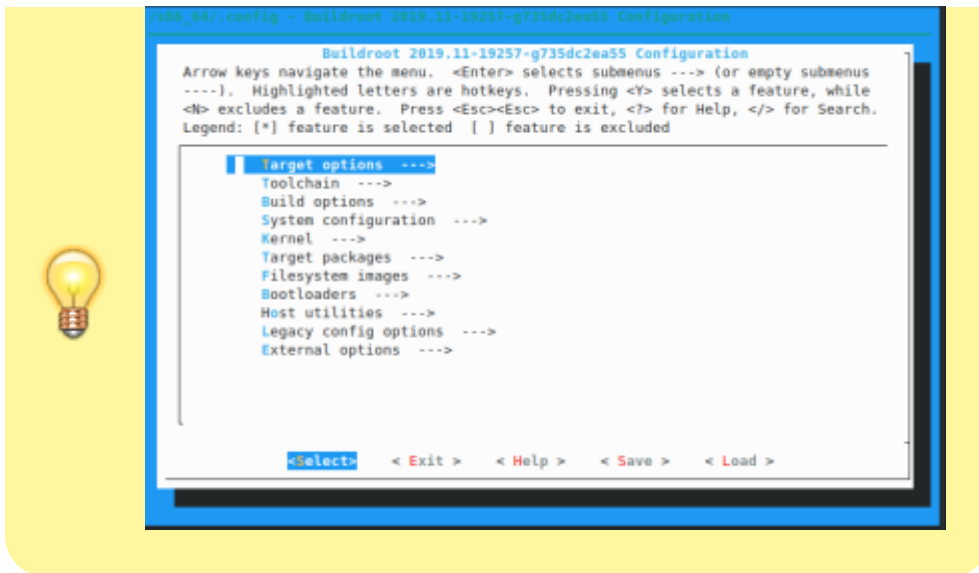 /x86_64/.config - Buildroot 2019.11-19257-g735dc2ea55 Configuration
Buildroot 2019.11-19257-g735dc2ea55 Configuration
Arrow keys navigate the menu.  <Enter> selects submenus ---> (or empty submenus
----).  Highlighted letters are hotkeys.  Pressing <Y> selects a feature, while
<N> excludes a feature.  Press <Esc><Esc> to exit, <?> for Help, </> for Search.
Legend: [*] feature is selected  [ ] feature is excluded
Target options  --->
Toolchain  --->
Build options  --->
System configuration  --->
Kernel  --->
Target packages  --->
Filesystem images  --->
Bootloaders  --->
Host utilities  --->
Legacy config options  --->
External options  --->
<Select>    < Exit >    < Help >    < Save >    < Load >